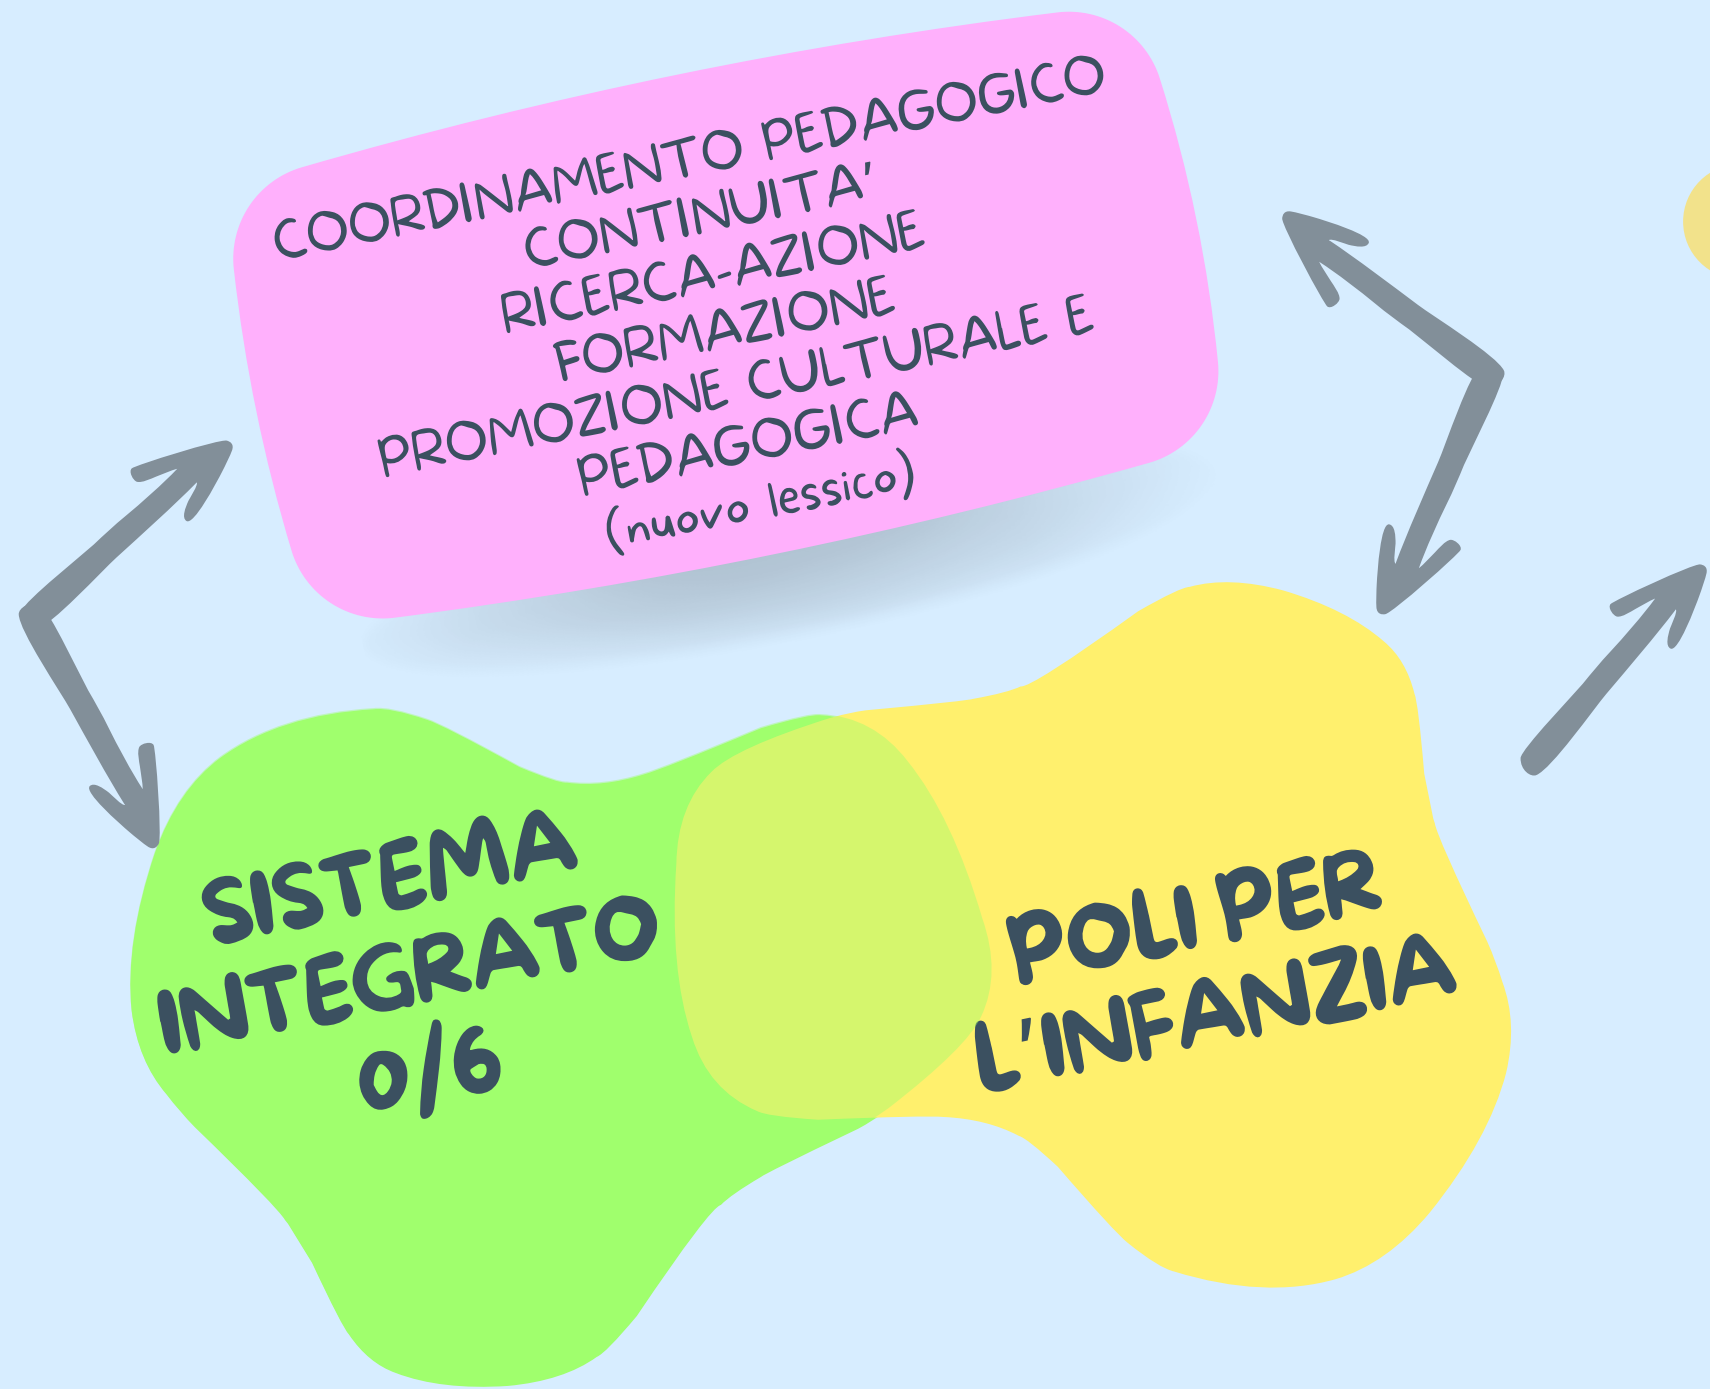 COORDINAMENTO PEDAGOGICO
CONTINUITA'
RICERCA-AZIONE
FORMAZIONE
PROMOZIONE CULTURALE E
PEDAGOGICA
(nuovo lessico)
SISTEMA
INTEGRATO
0/6
POLI PER
L'INFANZIA